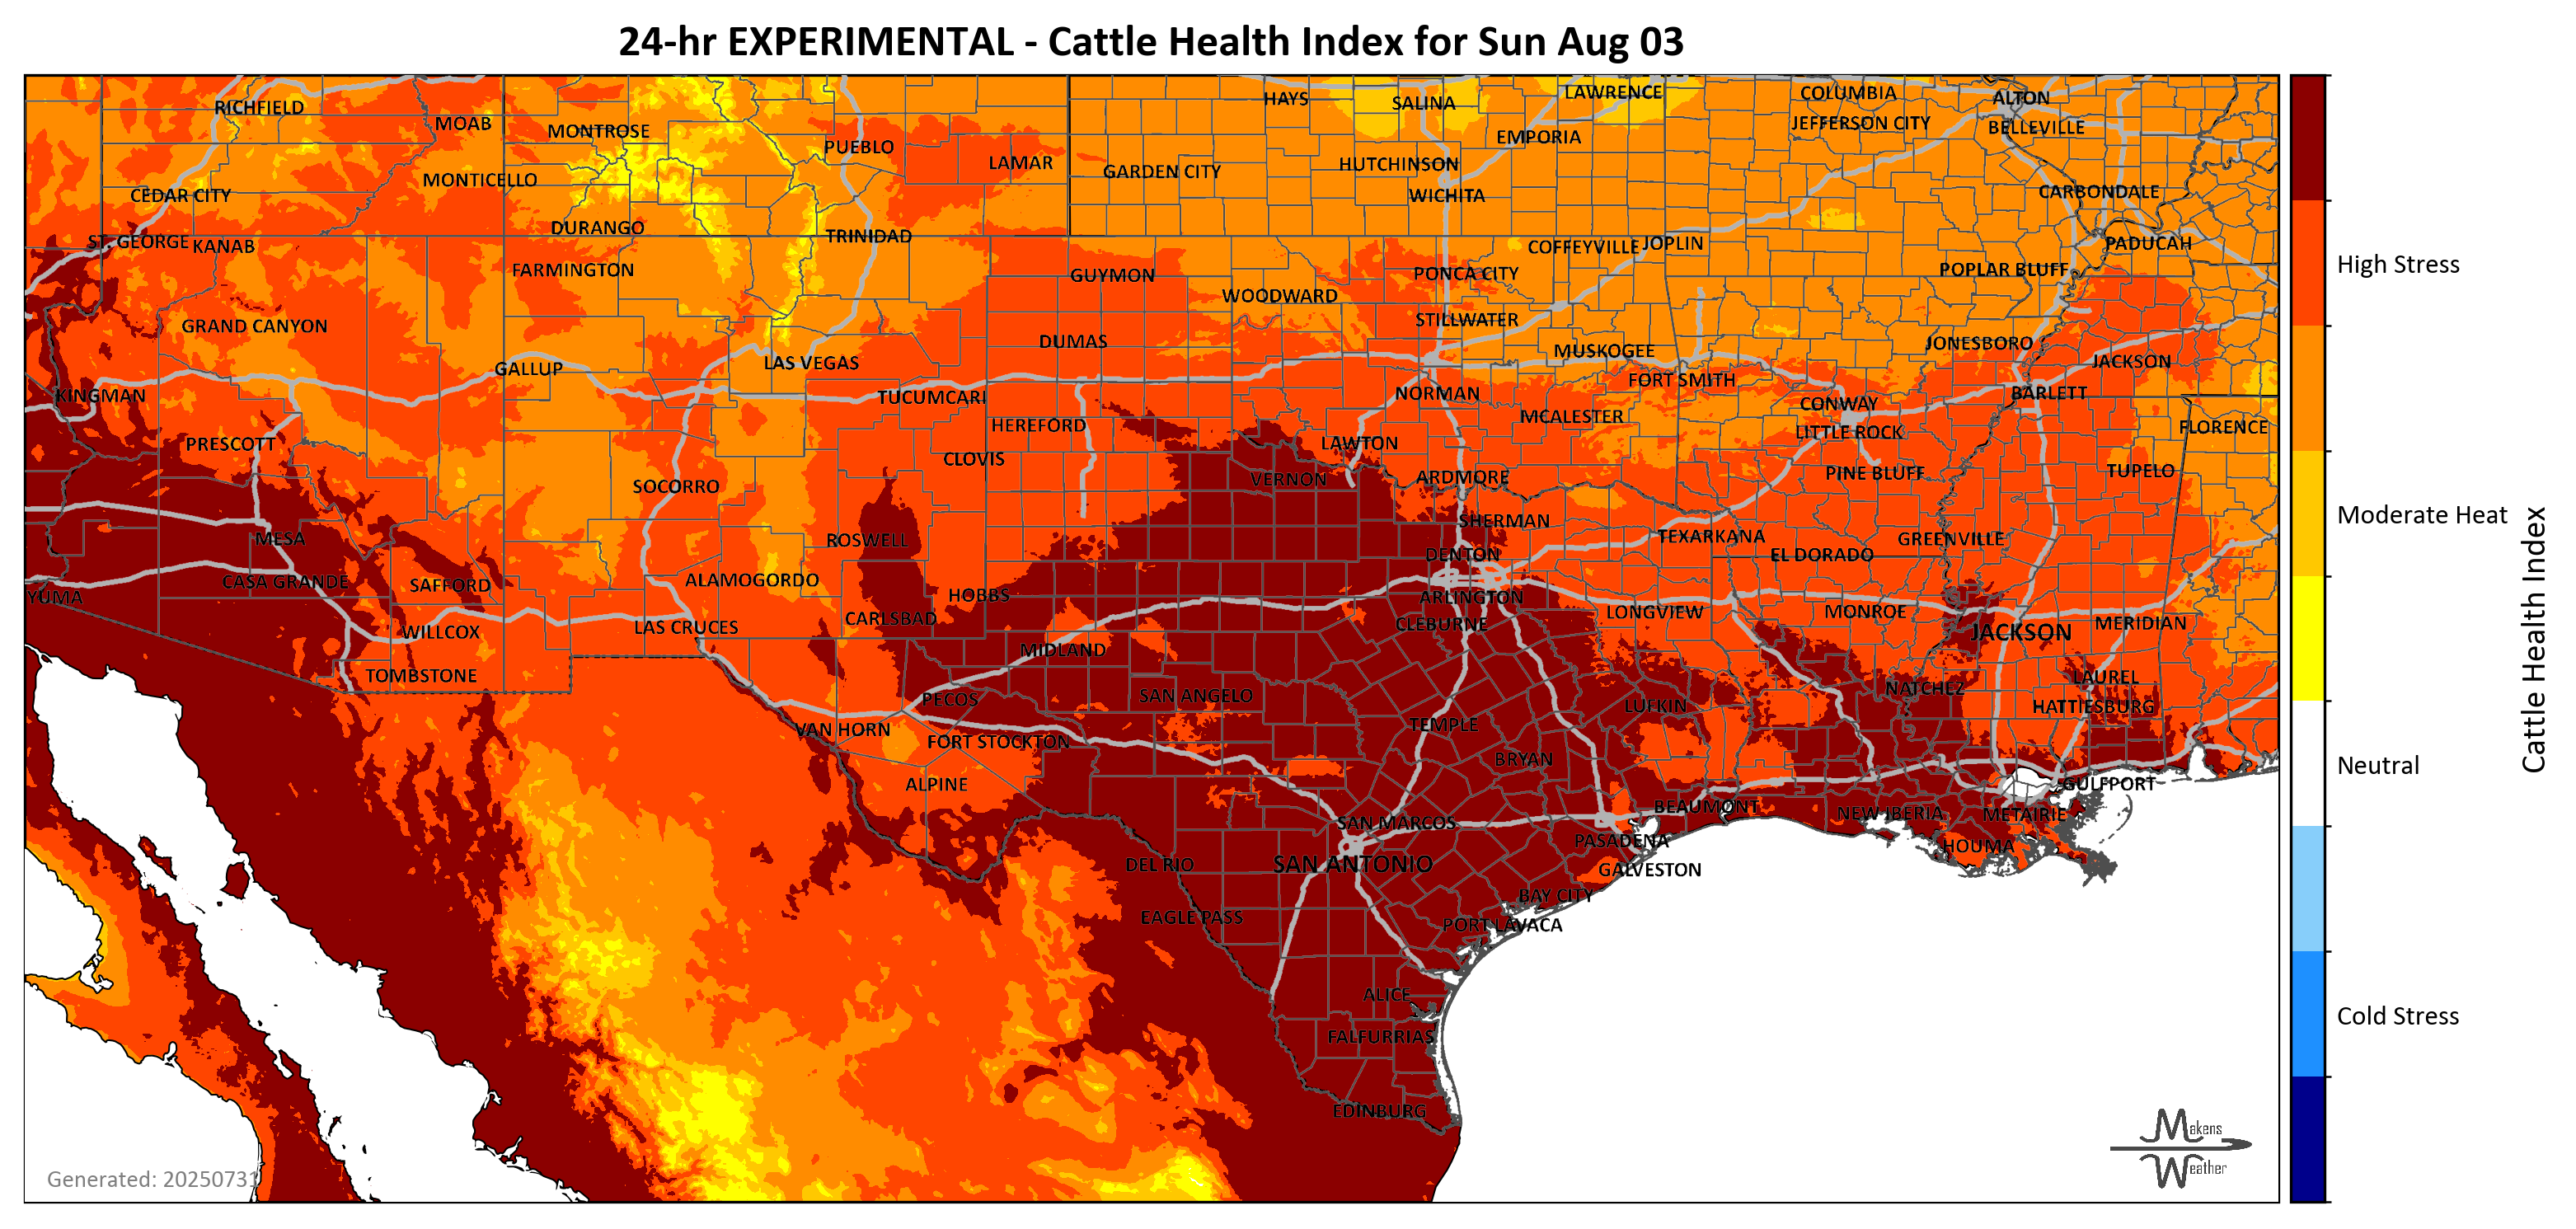 24-hr EXPERIMENTAL - Cattle Health Index for Sun Aug 03
RICHFIELD
MOAB
MONTROSE
PUEBLO
LAMAR
HAYS
SALINA
LAWRENCE
COLUMBIA
ALTON
JEFFERSON CITY
BELLEVILLE
EMPORIA
HUTCHINSON
GARDEN CITY
WICHITA
CARBONDALE
CEDAR CITY
MONTICELLO
DURANGO
TRINIDAD
ST. GEORGE
KANAB
COFFEYVILLE
JOPLIN
PADUCAH
FARMINGTON
GUYMON
PONCA CITY
POPLAR BLUFF
WOODWARD
STILLWATER
GRAND CANYON
DUMAS
MUSKOGEE
JONESBORO
JACKSON
GALLUP
LAS VEGAS
FORT SMITH
KINGMAN
TUCUMCARI
NORMAN
CONWAY
BARLETT
HEREFORD
MCALESTER
LITTLE ROCK
FLORENCE
PRESCOTT
CLOVIS
LAWTON
PINE BLUFF
TUPELO
SOCORRO
VERNON
ARDMORE
SHERMAN
MESA
ROSWELL
DENTON
TEXARKANA
EL DORADO
GREENVILLE
CASA GRANDE
SAFFORD
ALAMOGORDO
HOBBS
YUMA
ARLINGTON
LONGVIEW
MONROE
CARLSBAD
CLEBURNE
JACKSON
MERIDIAN
WILLCOX
LAS CRUCES
MIDLAND
TOMBSTONE
PECOS
SAN ANGELO
LUFKIN
NATCHEZ
LAUREL
HATTIESBURG
VAN HORN
FORT STOCKTON
TEMPLE
BRYAN
ALPINE
GULFPORT
BEAUMONT
NEW IBERIA
METAIRIE
SAN MARCOS
PASADENA
HOUMA
DEL RIO
SAN ANTONIO
GALVESTON
BAY CITY
EAGLE PASS
PORT LAVACA
ALICE
FALFURRIAS
EDINBURG
Generated: 20250731
Makens
Weather
High Stress
Moderate Heat
Neutral
Cold Stress
Cattle Health Index